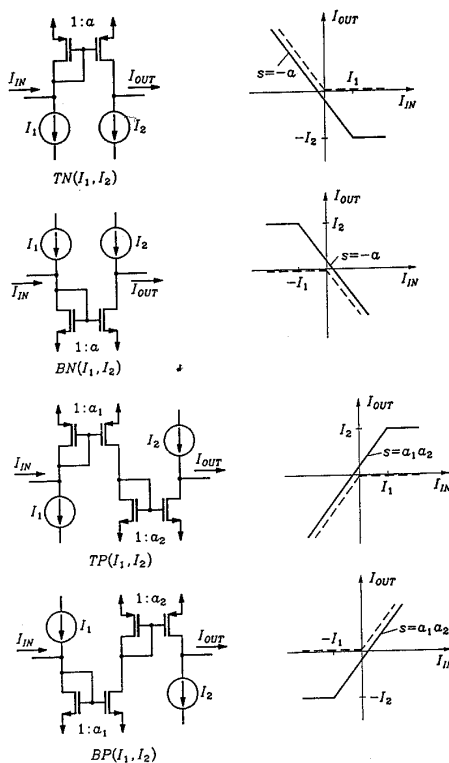 1:a
I_OUT
I_IN
I_OUT
s=-a
I_1
I_IN
I_1
I_2
-I_2
TN(I_1,I_2)
I_OUT
I_1
I_2
I_2
s=-a
I_IN
I_OUT
-I_1
I_IN
1:a
BN(I_1,I_2)
1:a_1
I_OUT
I_2
I_2
s=a_1a_2
I_IN
I_OUT
I_1
I_IN
I_1
1:a_2
TP(I_1,I_2)
1:a_2
I_OUT
I_1
s=a_1a_2
I_IN
I_OUT
-I_1
I_IN
I_2
-I_2
1:a_1
BP(I_1,I_2)